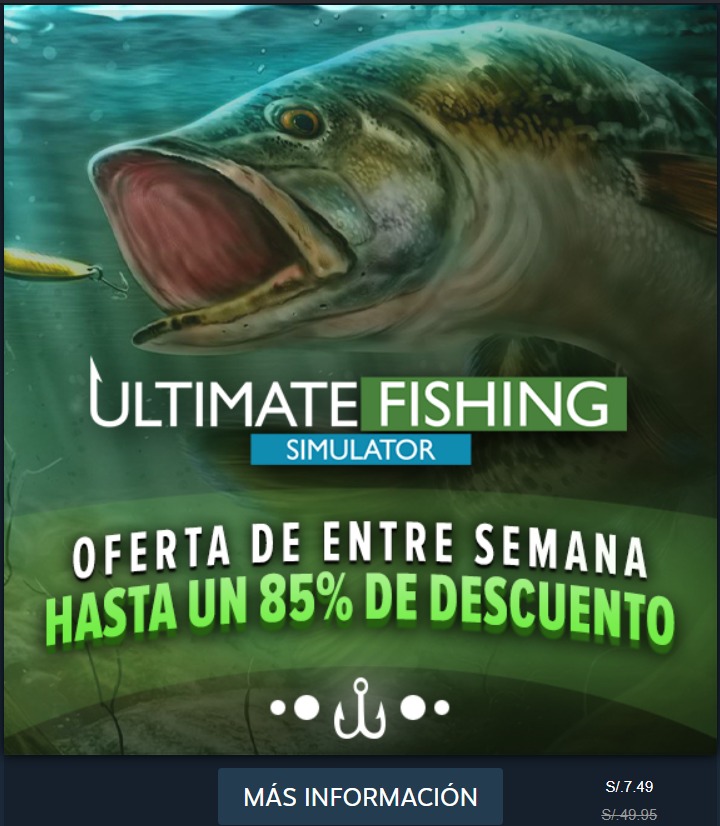 ULTIMATE FISHING
SIMULATOR
OFERTA DE ENTRE SEMANA
HASTA UN 85% DE DESCUENTO
MÁS INFORMACIÓN
S/.7.49
S/.49.95